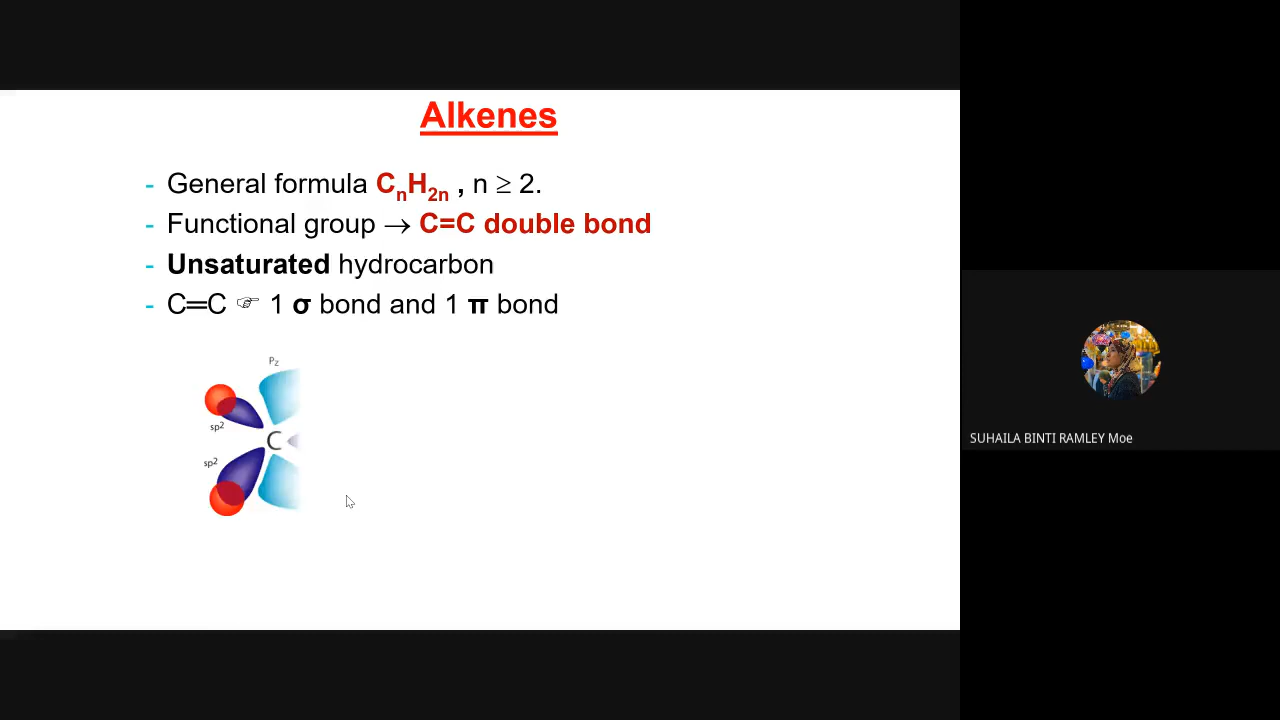 Alkenes
- General formula CnH2n , n ≥ 2.
- Functional group → C=C double bond
- Unsaturated hydrocarbon
- C═C ☞ 1 σ bond and 1 π bond
Pz
sp2
C
sp2
SUHAILA BINTI RAMLEY Moe